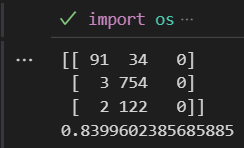 ✓ import os ...
... [[ 91 34 0]
[ 3 754 0]
[ 2 122 0]]
0.8399602385685885